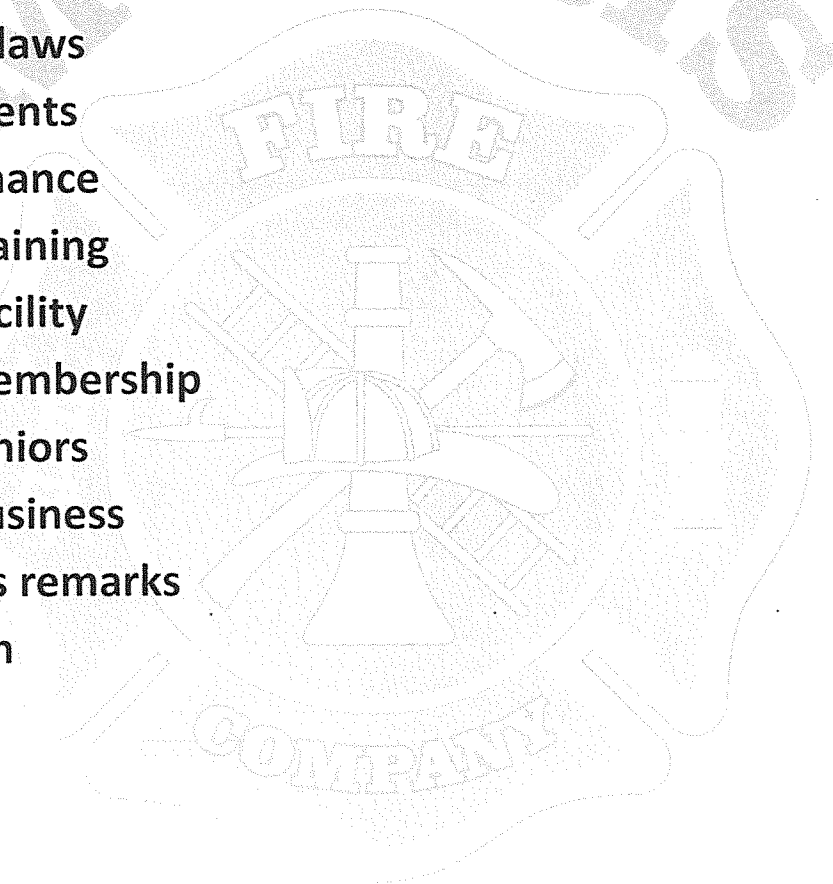 FIRE
laws
ents
nance
aining
cility
embership
niors
usiness
s remarks
n
COMPANY